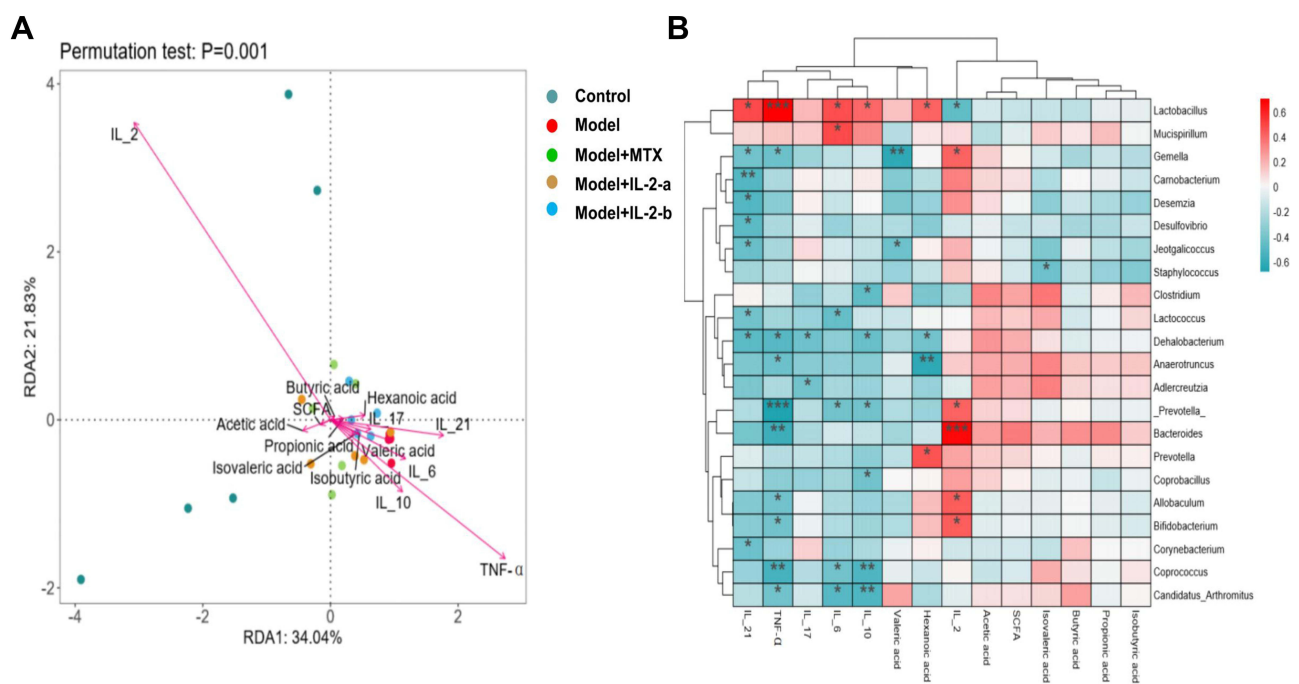 A
Permutation test: P=0.001
4
2
0
-2
-4
-2
0
2
RDA2: 21.83%
RDA1: 34.04%
IL_2
Butyric acid
Hexanoic acid
SCFA
IL_17
IL_21
Acetic acid
Propionic acid
Valeric acid
Isovaleric acid
Isobutyric acid
IL_6
IL_10
TNF-α
Control
Model
Model+MTX
Model+IL-2-a
Model+IL-2-b
B
* *** * * * * Lactobacillus
* Mucispirillum
* * ** * Gemella
** Carnobacterium
* Desemzia
* Desulfovibrio
* * Jeotgalicoccus
* Staphylococcus
* Clostridium
* * Lactococcus
* * * * * Dehalobacterium
* ** Anaerotruncus
* Adlercreutzia
*** * * * _Prevotella_
** *** Bacteroides
* Prevotella
* Coprobacillus
* * Allobaculum
* * Bifidobacterium
* Corynebacterium
** * ** Coprococcus
* * ** Candidatus_Arthromitus
IL_21
TNF-α
IL_17
IL_6
IL_10
Valeric acid
Hexanoic acid
IL_2
Acetic acid
SCFA
Isovaleric acid
Butyric acid
Propionic acid
Isobutyric acid
0.6
0.4
0.2
0
-0.2
-0.4
-0.6